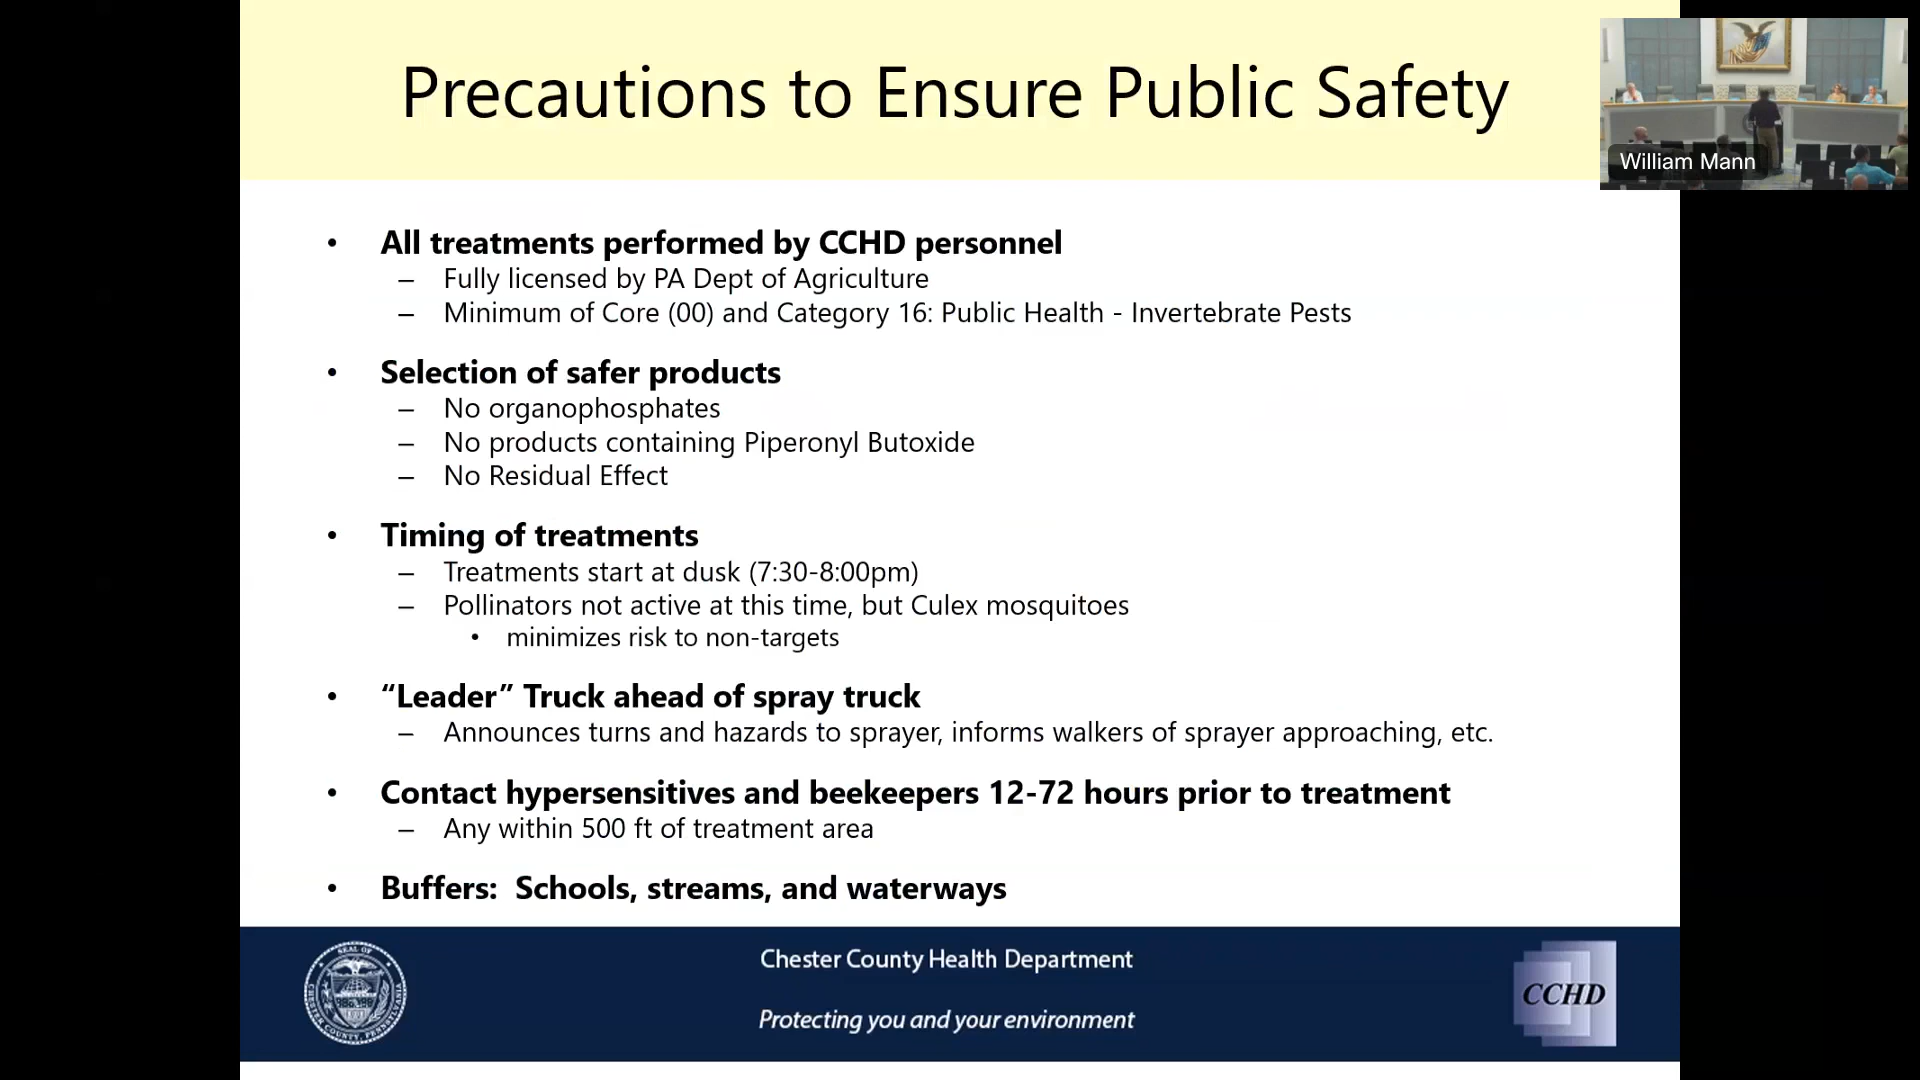 Precautions to Ensure Public Safety
William Mann
• All treatments performed by CCHD personnel
– Fully licensed by PA Dept of Agriculture
– Minimum of Core (00) and Category 16: Public Health - Invertebrate Pests
• Selection of safer products
– No organophosphates
– No products containing Piperonyl Butoxide
– No Residual Effect
• Timing of treatments
– Treatments start at dusk (7:30-8:00pm)
– Pollinators not active at this time, but Culex mosquitoes
• minimizes risk to non-targets
• “Leader” Truck ahead of spray truck
– Announces turns and hazards to sprayer, informs walkers of sprayer approaching, etc.
• Contact hypersensitives and beekeepers 12-72 hours prior to treatment
– Any within 500 ft of treatment area
• Buffers: Schools, streams, and waterways
SEAL OF
CHESTER COUNTY, PENNSYLVANIA
Chester County Health Department
Protecting you and your environment
CCHD